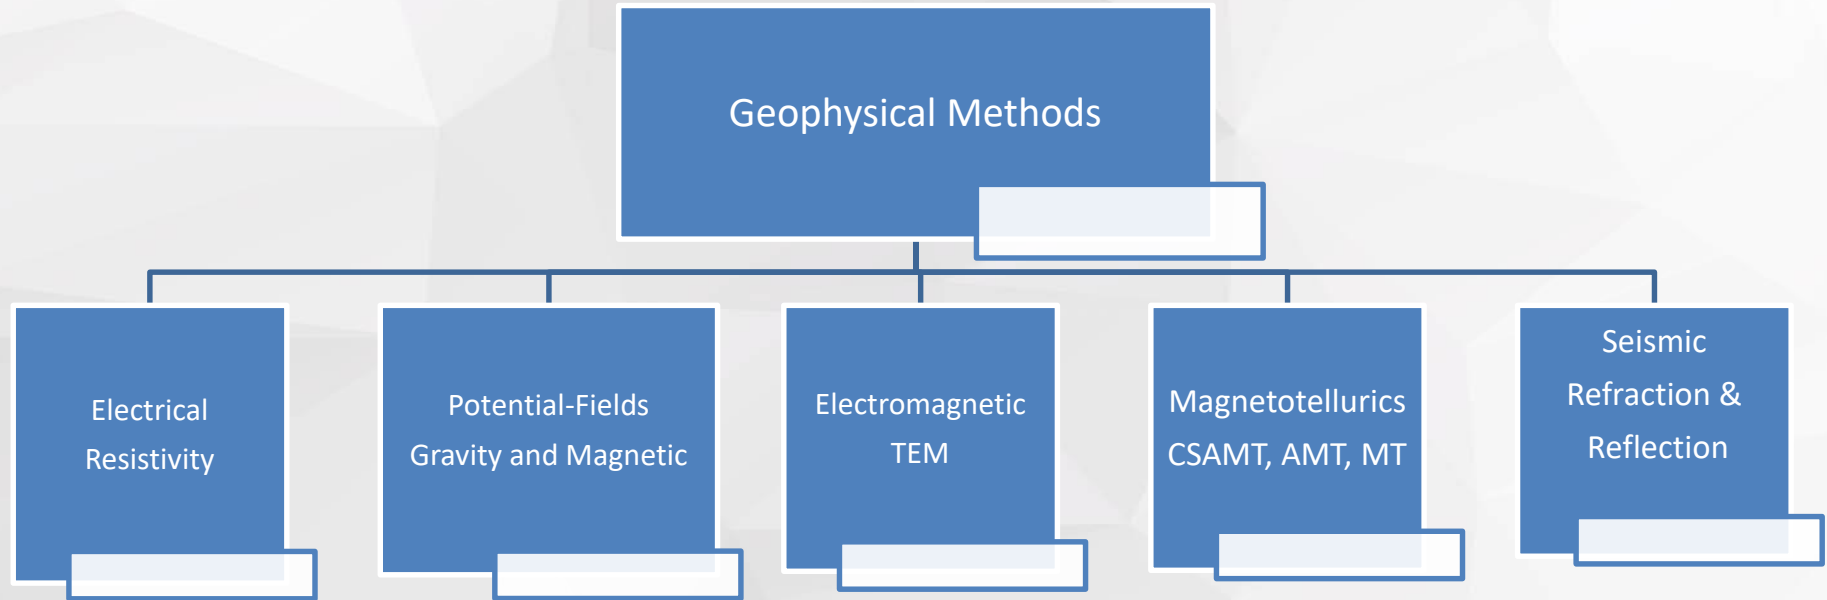 Geophysical Methods
Electrical
Resistivity
Potential-Fields
Gravity and Magnetic
Electromagnetic
TEM
Magnetotellurics
CSAMT, AMT, MT
Seismic
Refraction &
Reflection